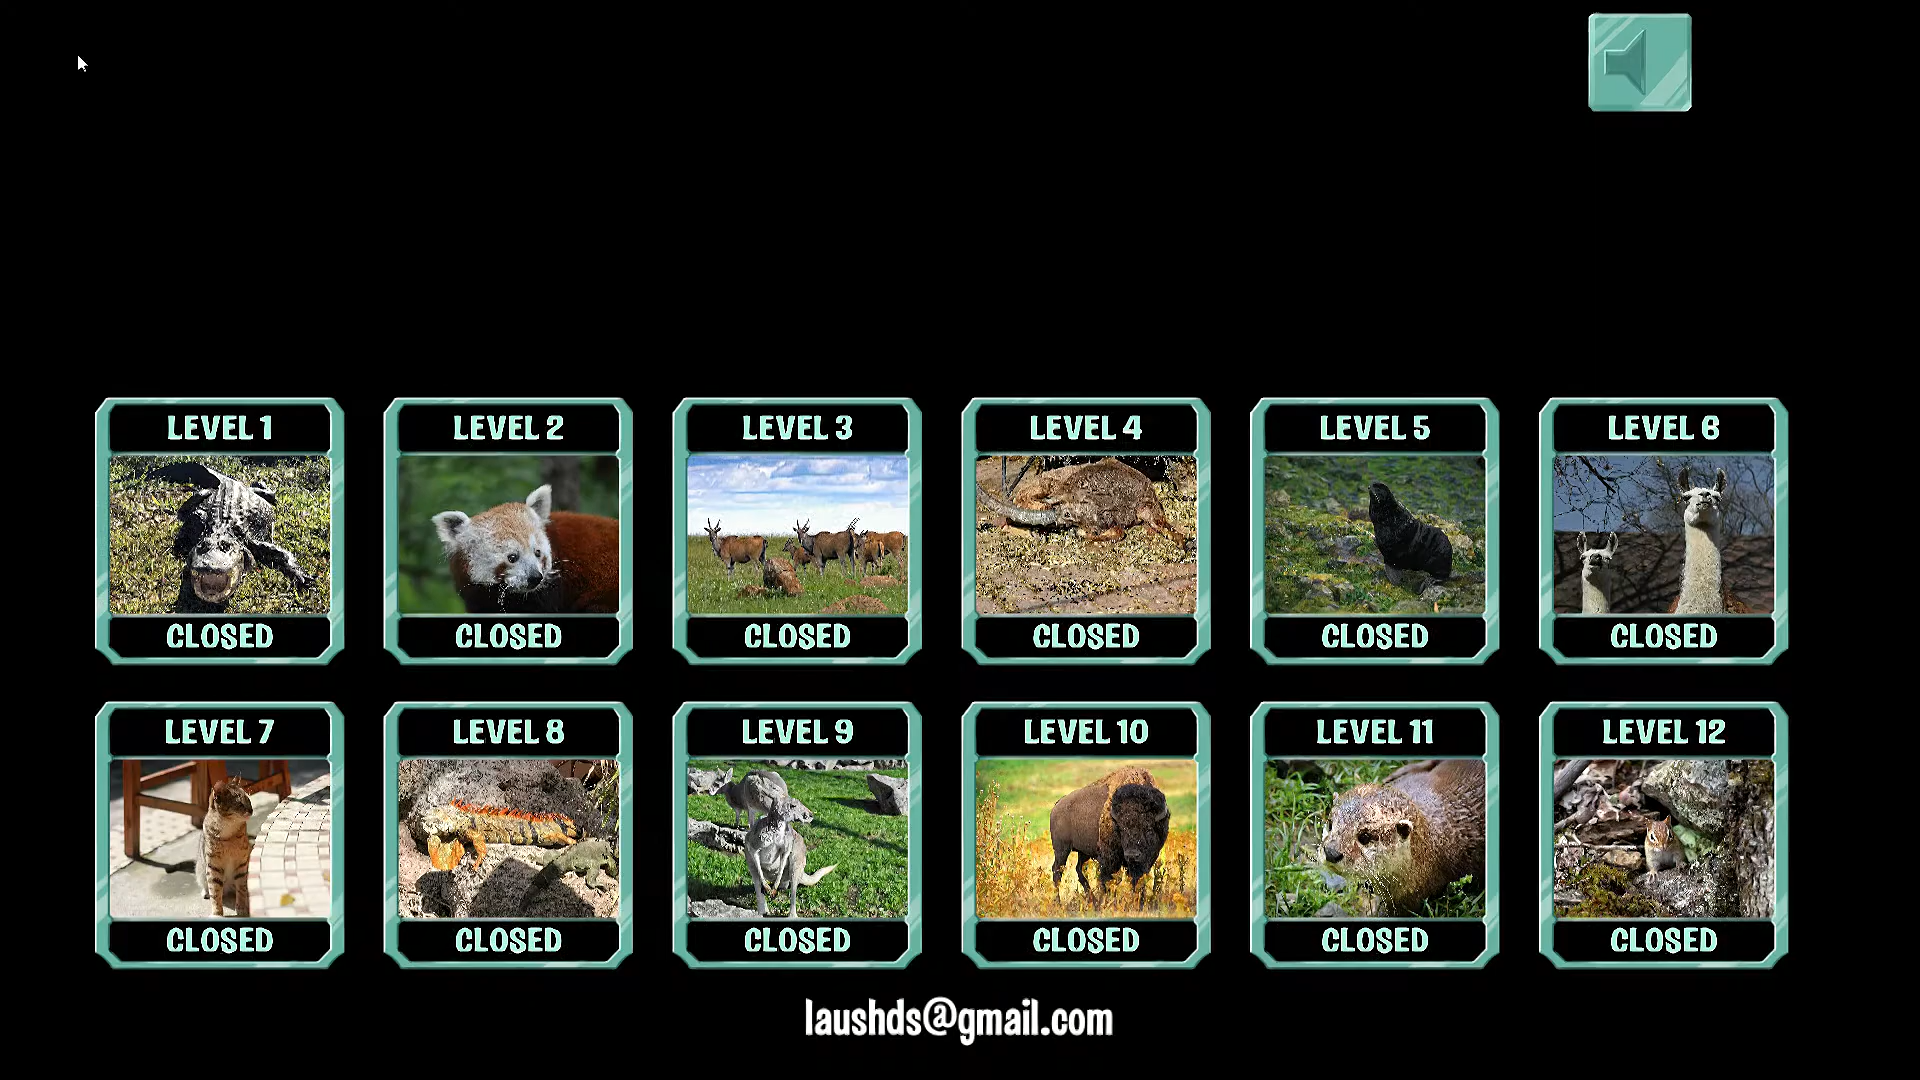 LEVEL 1
LEVEL 2
LEVEL 3
LEVEL 4
LEVEL 5
LEVEL 6
CLOSED
CLOSED
CLOSED
CLOSED
CLOSED
CLOSED
LEVEL 7
LEVEL 8
LEVEL 9
LEVEL 10
LEVEL 11
LEVEL 12
CLOSED
CLOSED
CLOSED
CLOSED
CLOSED
CLOSED
laushds@gmail.com